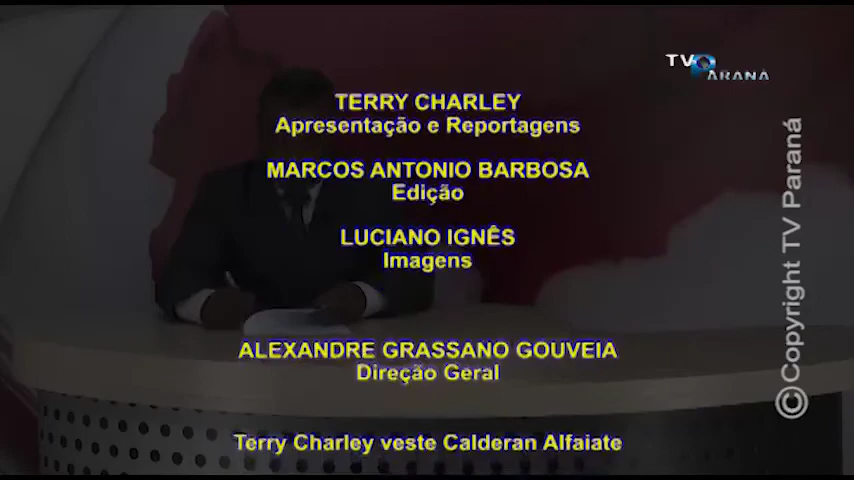 TV PARANÁ
TERRY CHARLEY
Apresentação e Reportagens
MARCOS ANTONIO BARBOSA
Edição
LUCIANO IGNÊS
Imagens
ALEXANDRE GRASSANO GOUVEIA
Direção Geral
Terry Charley veste Calderan Alfaiate
©Copyright TV Paraná